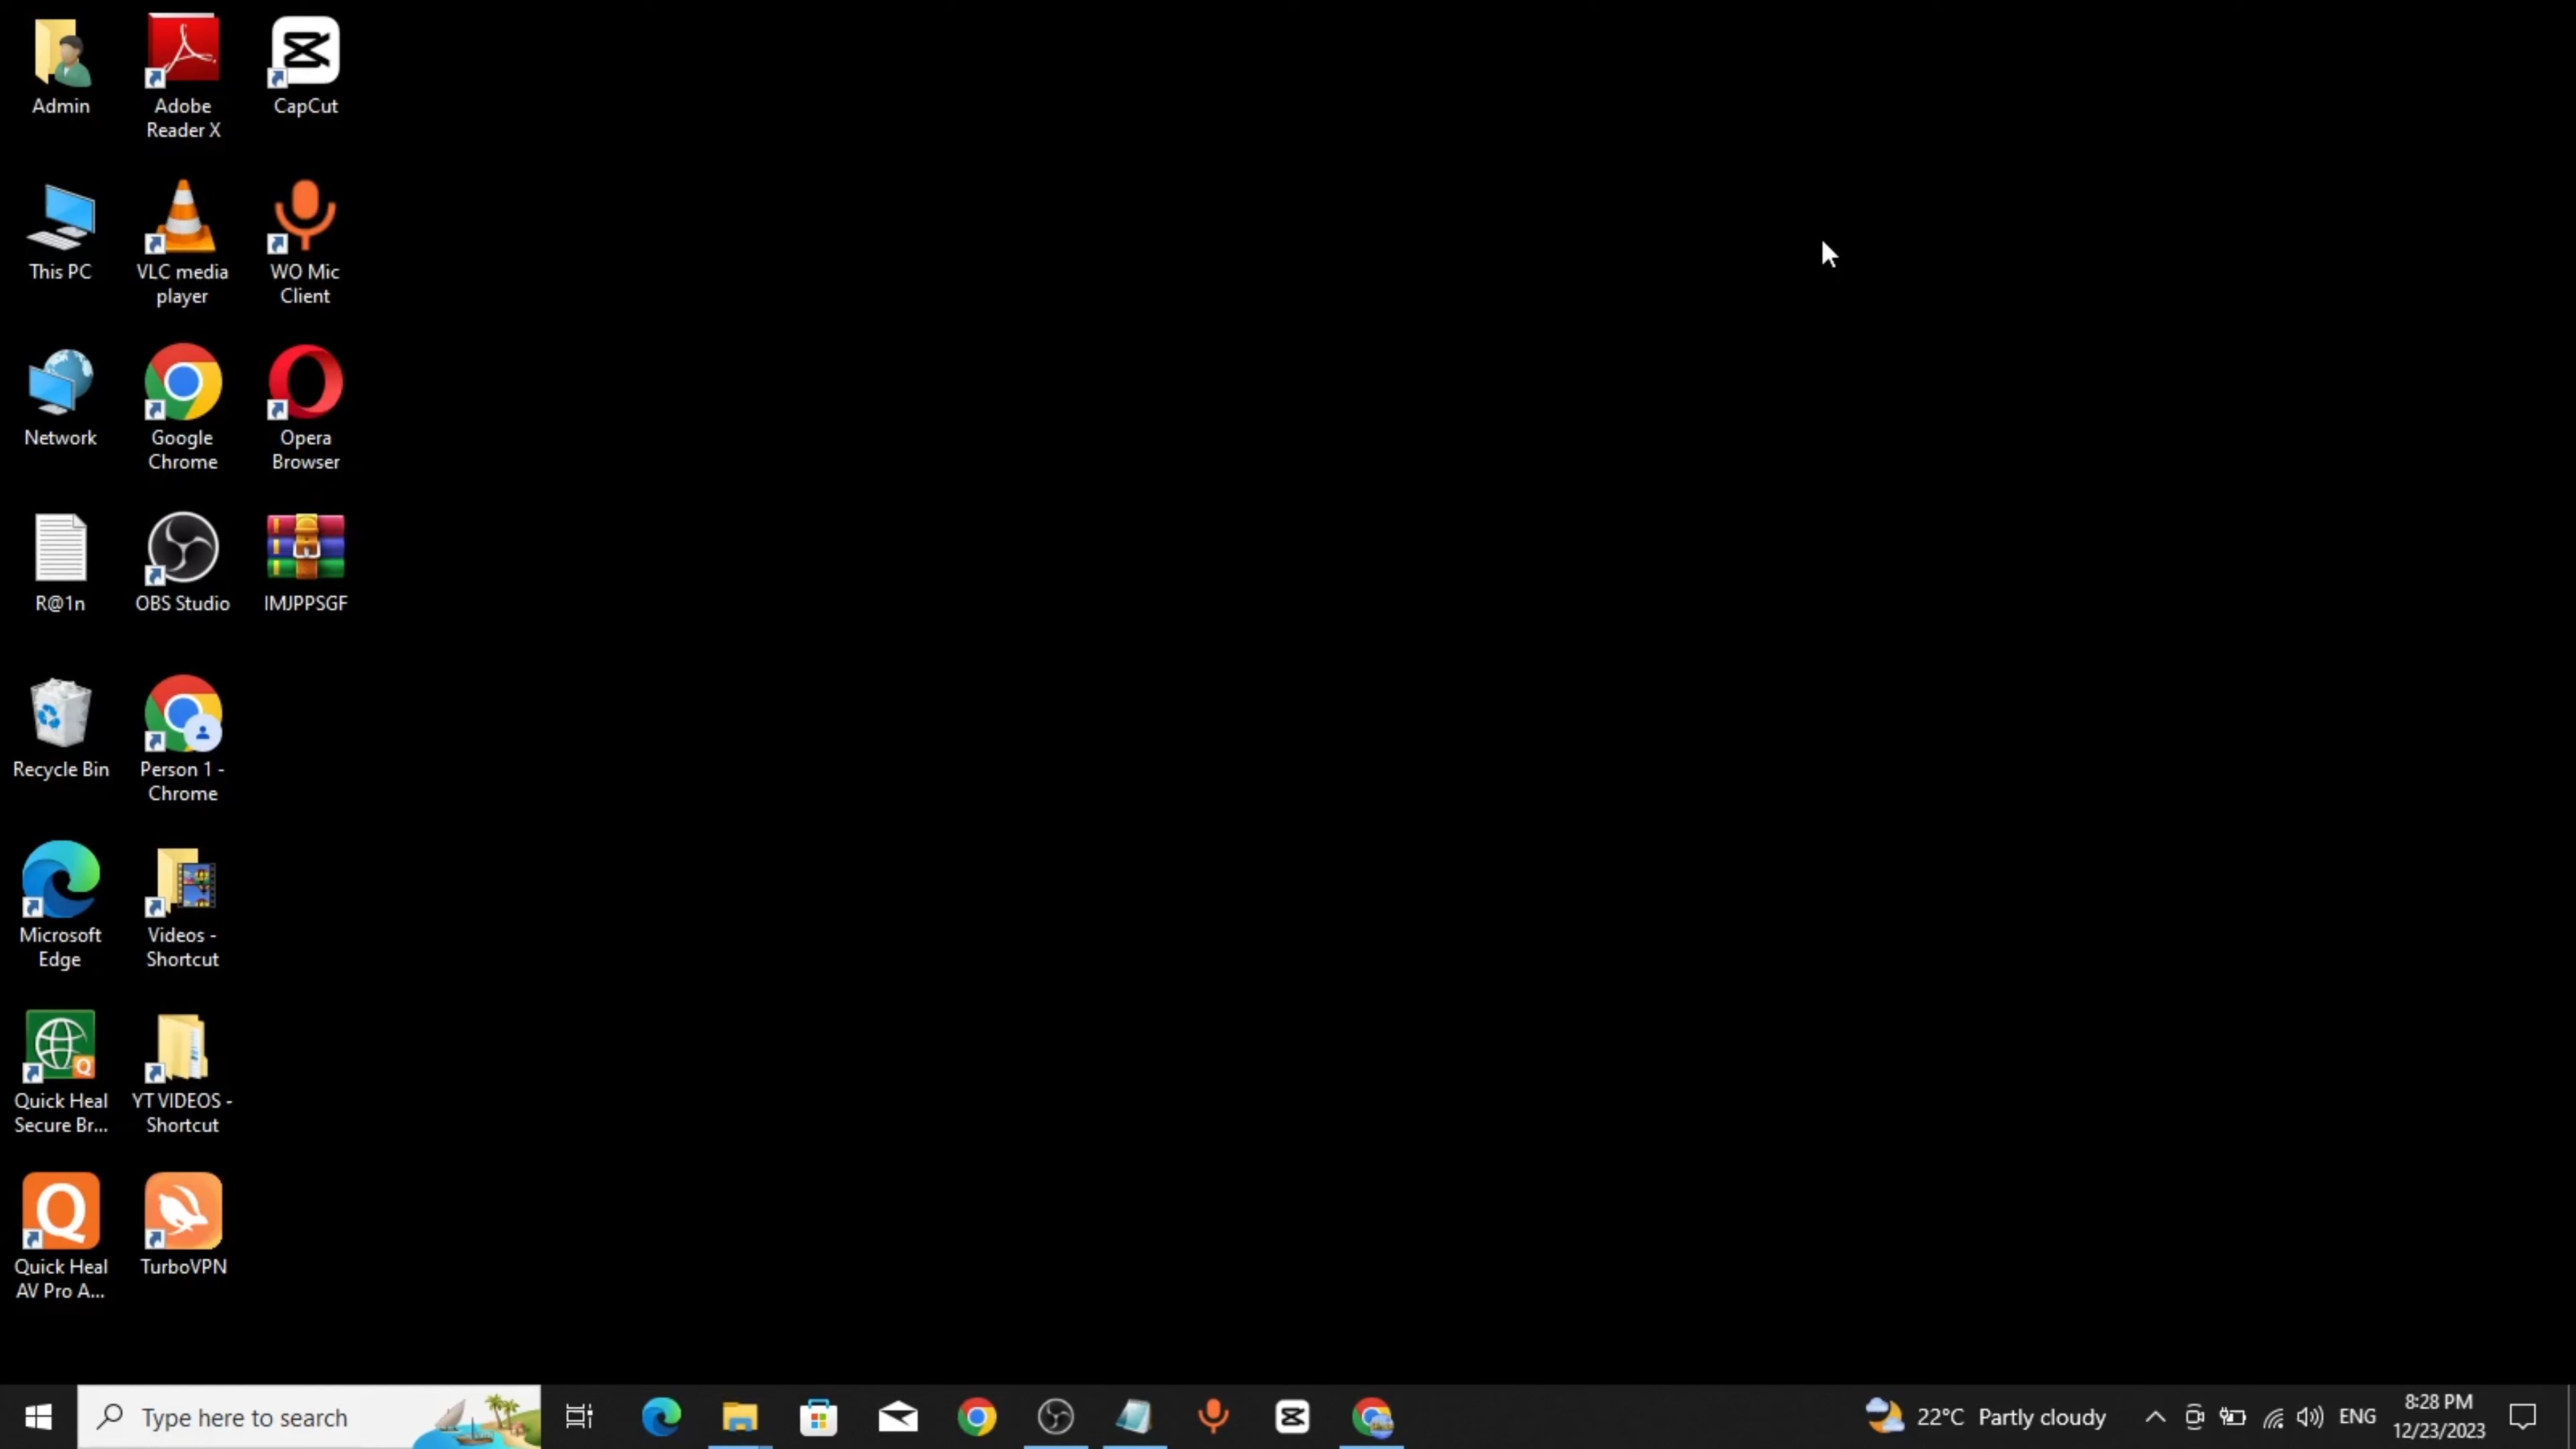 Admin
Adobe
Reader X
CapCut
This PC
VLC media
player
WO Mic
Client
Network
Google
Chrome
Opera
Browser
R@1n
OBS Studio
IMJPPSGF
Recycle Bin
Person 1 -
Chrome
Microsoft
Edge
Videos -
Shortcut
Quick Heal
Secure Br...
YT VIDEOS -
Shortcut
Quick Heal
AV Pro A...
TurboVPN
Type here to search
22°C Partly cloudy
ENG
8:28 PM
12/23/2023